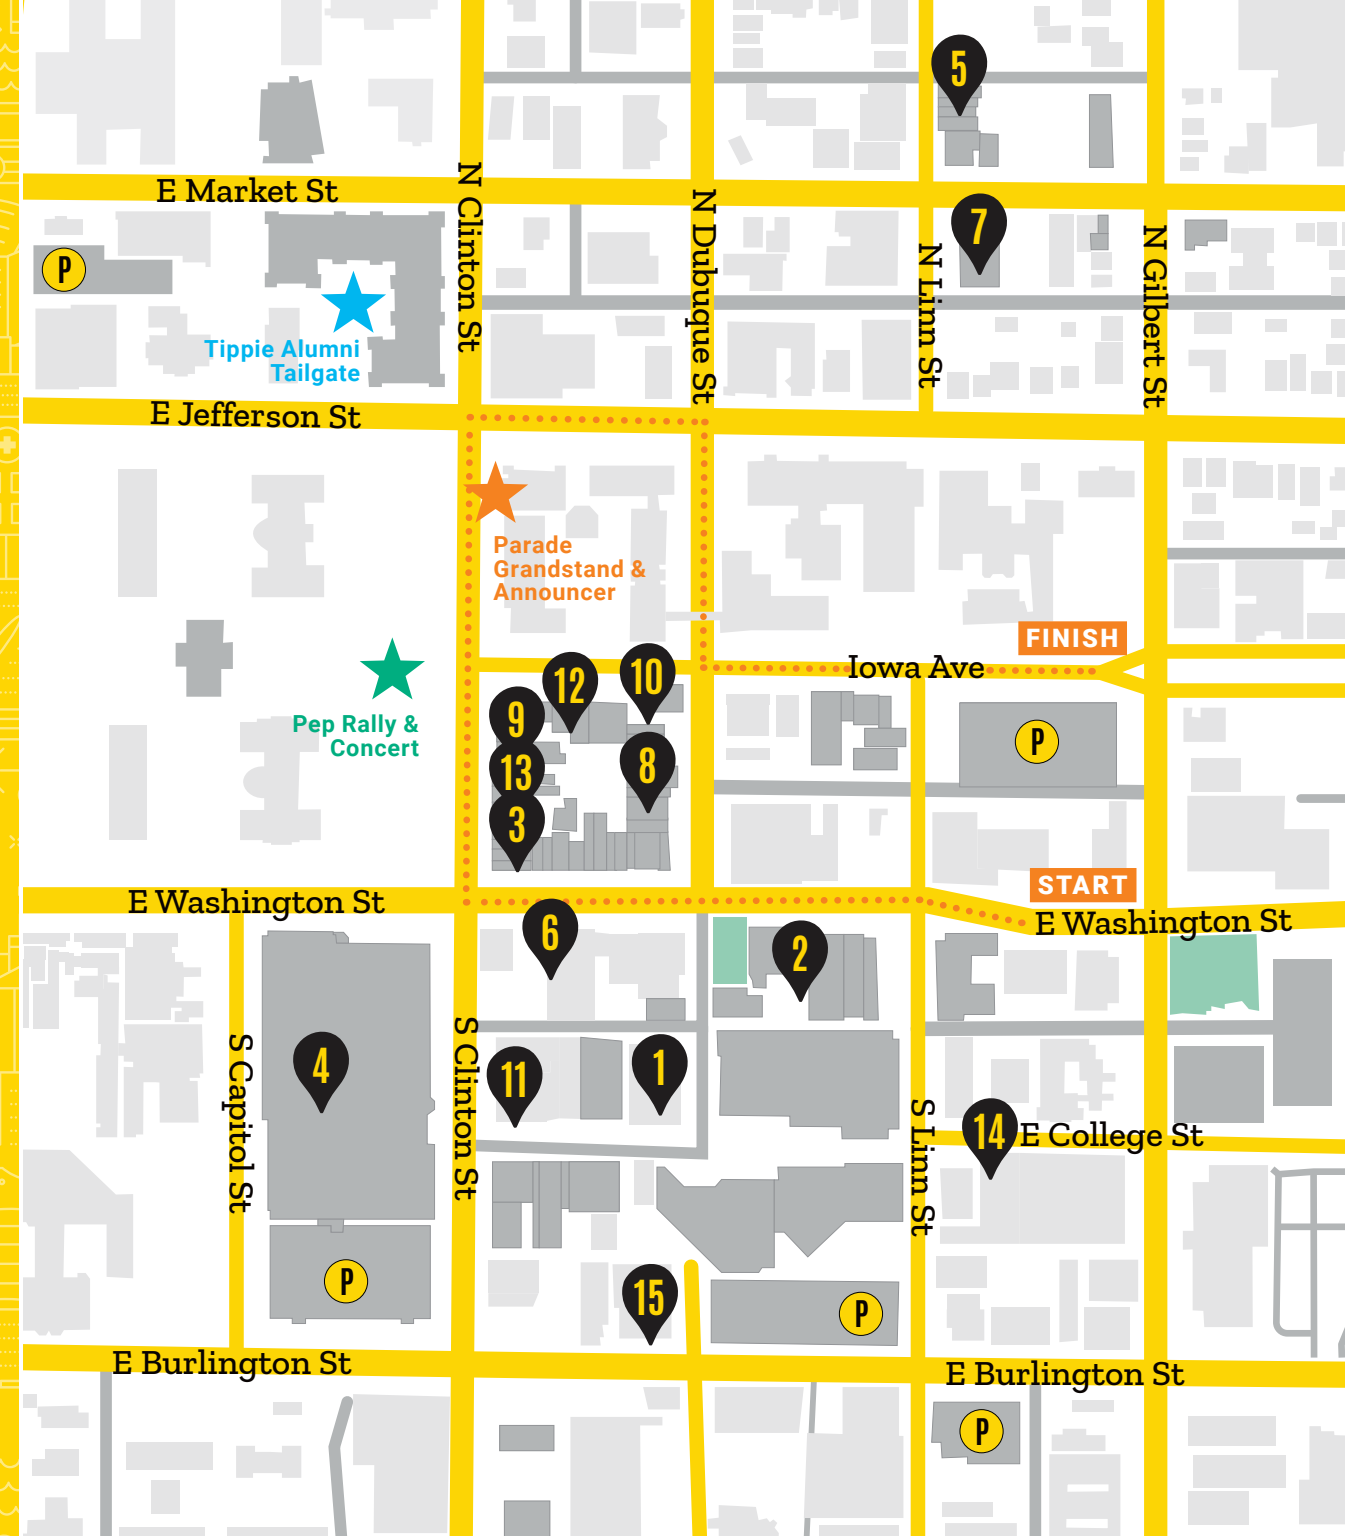 5
E Market St
N Clinton St
N Dubuque St
7
N Linn St
N Gilbert St
P
Tippie Alumni
Tailgate
E Jefferson St
Parade
Grandstand &
Announcer
FINISH
Iowa Ave
10
12
9
Pep Rally &
Concert
P
8
13
3
START
E Washington St
E Washington St
6
2
S Capitol St
S Clinton St
4
11
1
S Linn St
14
E College St
P
15
P
E Burlington St
E Burlington St
P